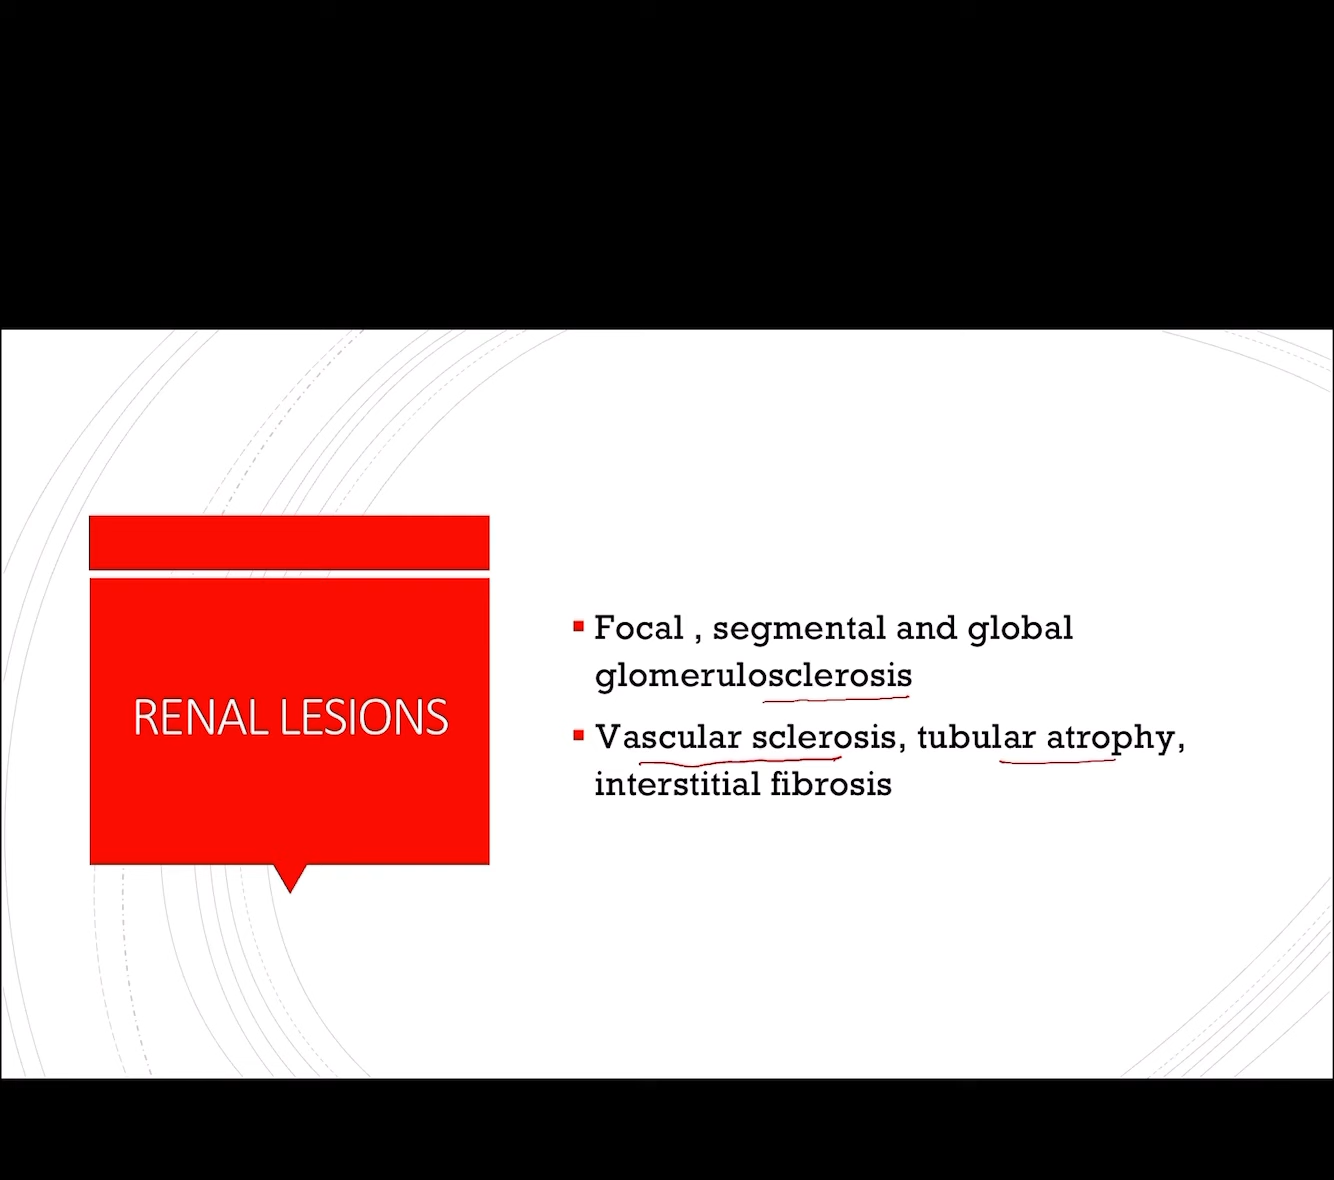 RENAL LESIONS
▪ Focal , segmental and global
glomerulosclerosis
▪ Vascular sclerosis, tubular atrophy,
interstitial fibrosis